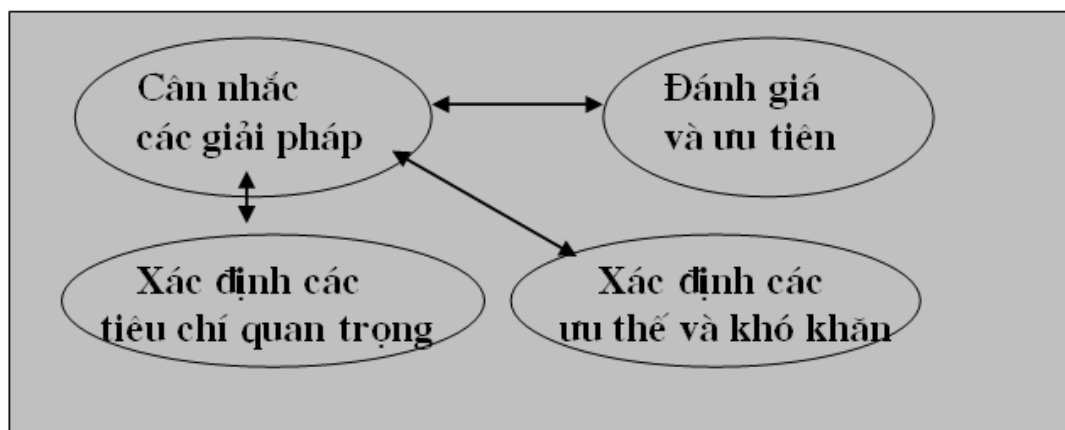 Cân nhắc
các giải pháp
Đánh giá
và ưu tiên
Xác định các
tiêu chí quan trọng
Xác định các
ưu thế và khó khăn